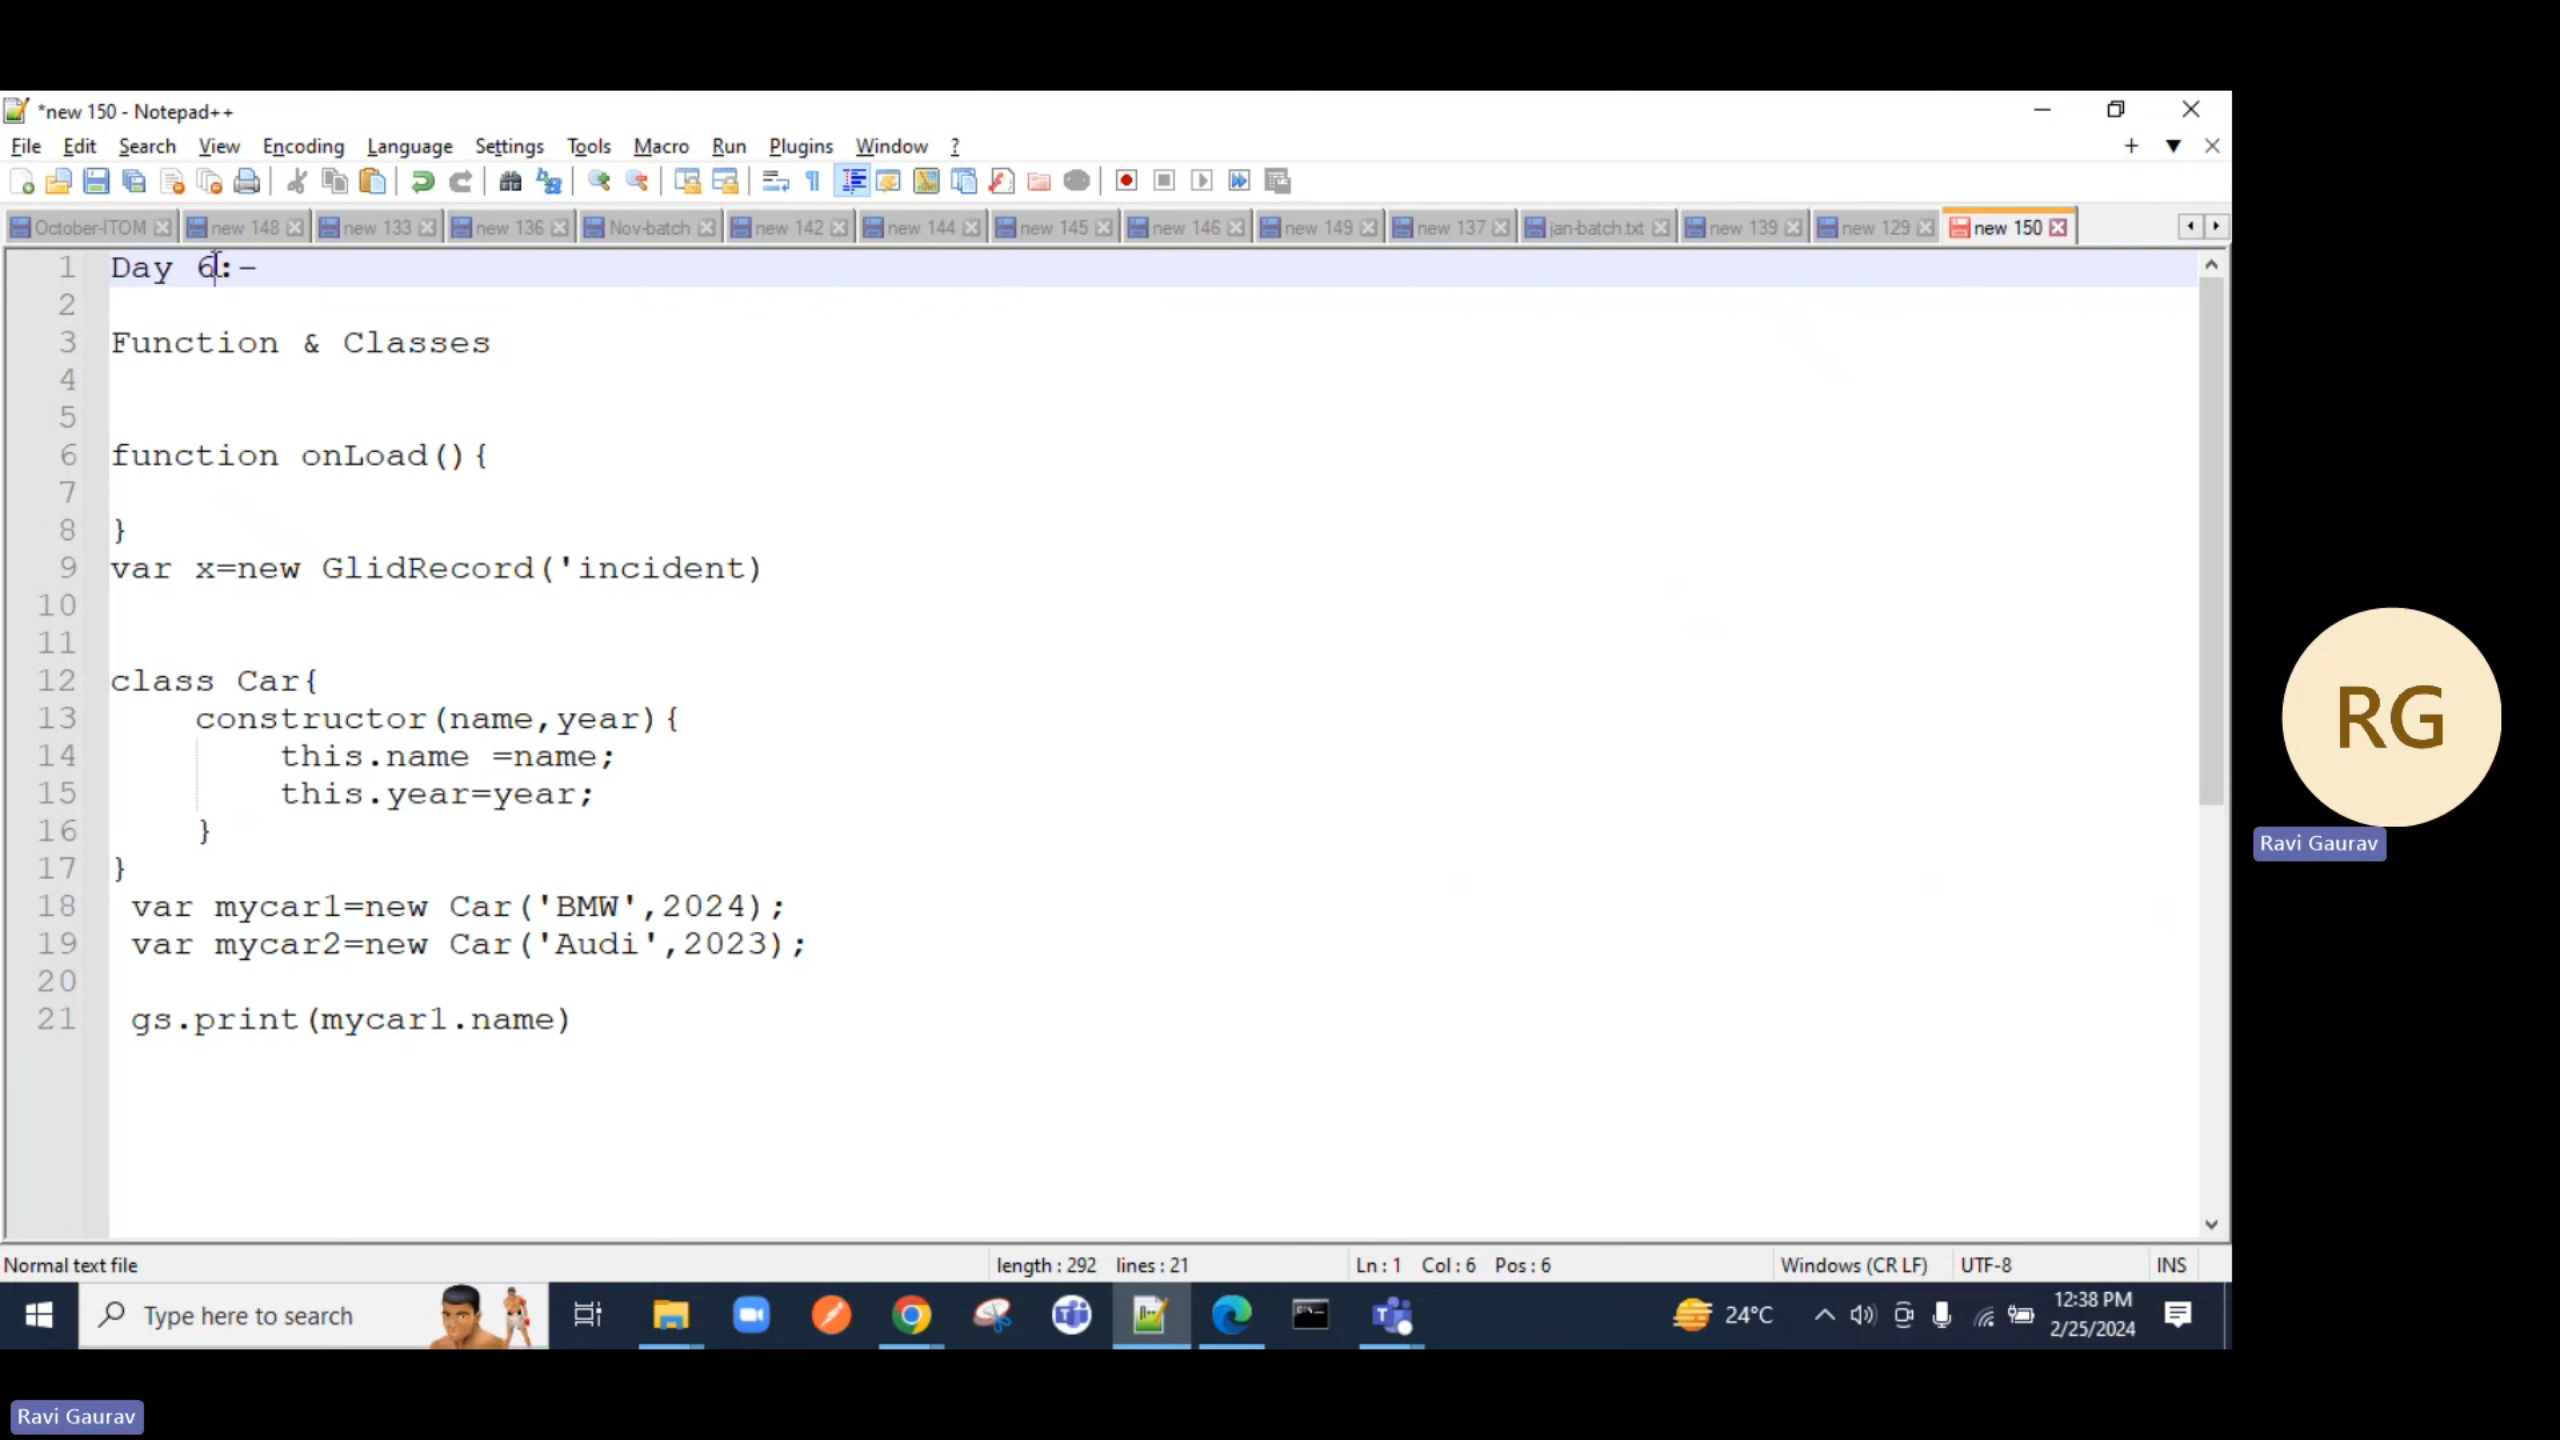 *new 150 - Notepad++
File Edit Search View Encoding Language Settings Tools Macro Run Plugins Window ?
October-ITOM new 148 new 133 new 136 Nov-batch new 142 new 144 new 145 new 146 new 149 new 137 jan-batch.txt new 139 new 129 new 150
1 Day 6:-
2
3 Function & Classes
4
5
6 function onLoad(){
7
8 }
9 var x=new GlidRecord('incident)
10
11
12 class Car{
13 constructor(name,year){
14 this.name =name;
15 this.year=year;
16 }
17 }
18 var mycar1=new Car('BMW',2024);
19 var mycar2=new Car('Audi',2023);
20
21 gs.print(mycar1.name)
RG
Ravi Gaurav
Normal text file length : 292 lines : 21 Ln : 1 Col : 6 Pos : 6 Windows (CR LF) UTF-8 INS
Type here to search 24°C 12:38 PM
2/25/2024
Ravi Gaurav